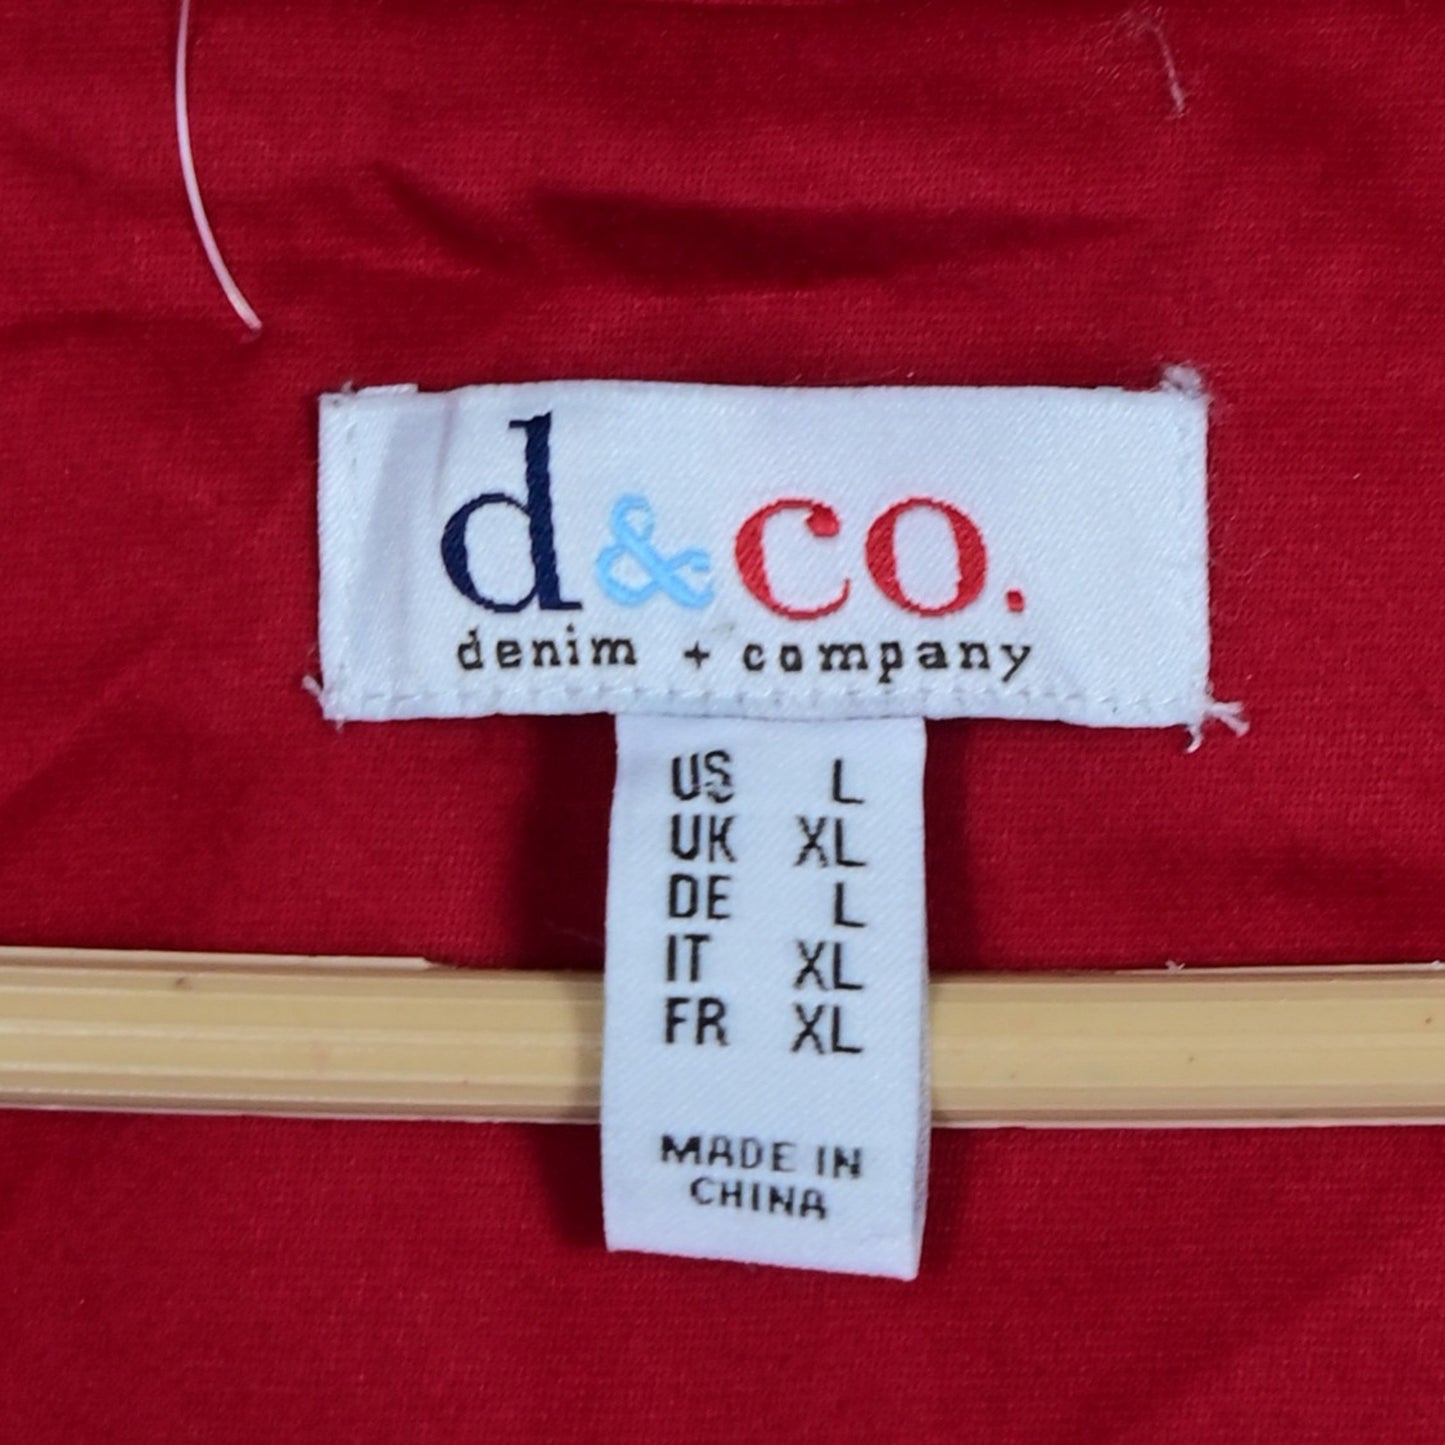 d&co.
denim + company
US L
UK XL
DE L
IT XL
FR XL
MADE IN
CHINA